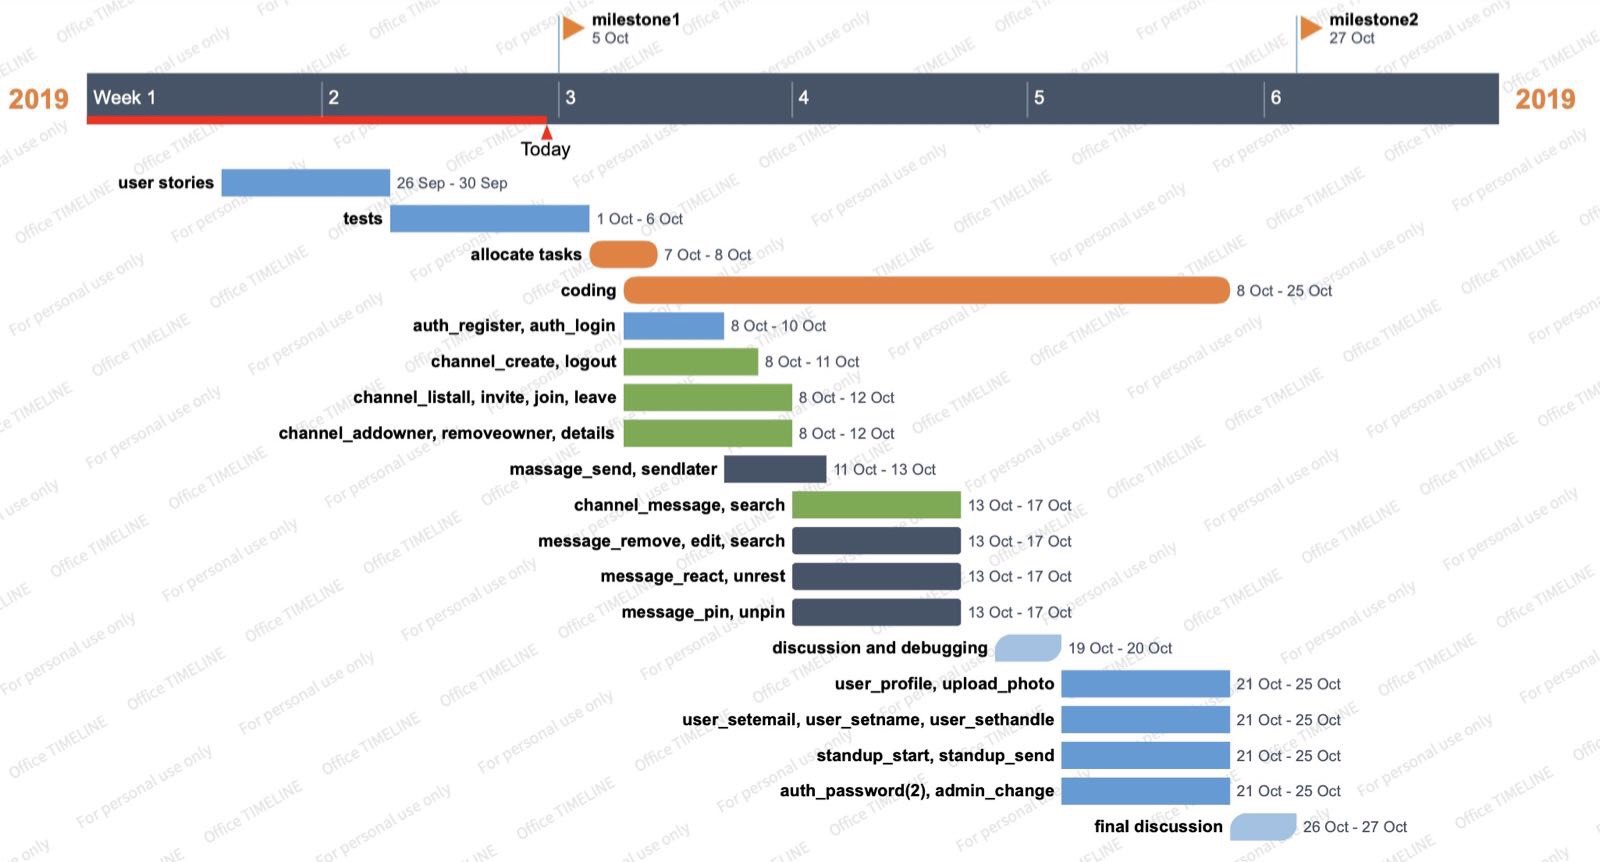 milestone1
5 Oct
milestone2
27 Oct
2019
Week 1
2
3
4
5
6
2019
Today
user stories
26 Sep - 30 Sep
tests
1 Oct - 6 Oct
allocate tasks
7 Oct - 8 Oct
coding
8 Oct - 25 Oct
auth_register, auth_login
8 Oct - 10 Oct
channel_create, logout
8 Oct - 11 Oct
channel_listall, invite, join, leave
8 Oct - 12 Oct
channel_addowner, removeowner, details
8 Oct - 12 Oct
massage_send, sendlater
11 Oct - 13 Oct
channel_message, search
13 Oct - 17 Oct
message_remove, edit, search
13 Oct - 17 Oct
message_react, unrest
13 Oct - 17 Oct
message_pin, unpin
13 Oct - 17 Oct
discussion and debugging
19 Oct - 20 Oct
user_profile, upload_photo
21 Oct - 25 Oct
user_setemail, user_setname, user_sethandle
21 Oct - 25 Oct
standup_start, standup_send
21 Oct - 25 Oct
auth_password(2), admin_change
21 Oct - 25 Oct
final discussion
26 Oct - 27 Oct
Office TIMELINE
For personal use only